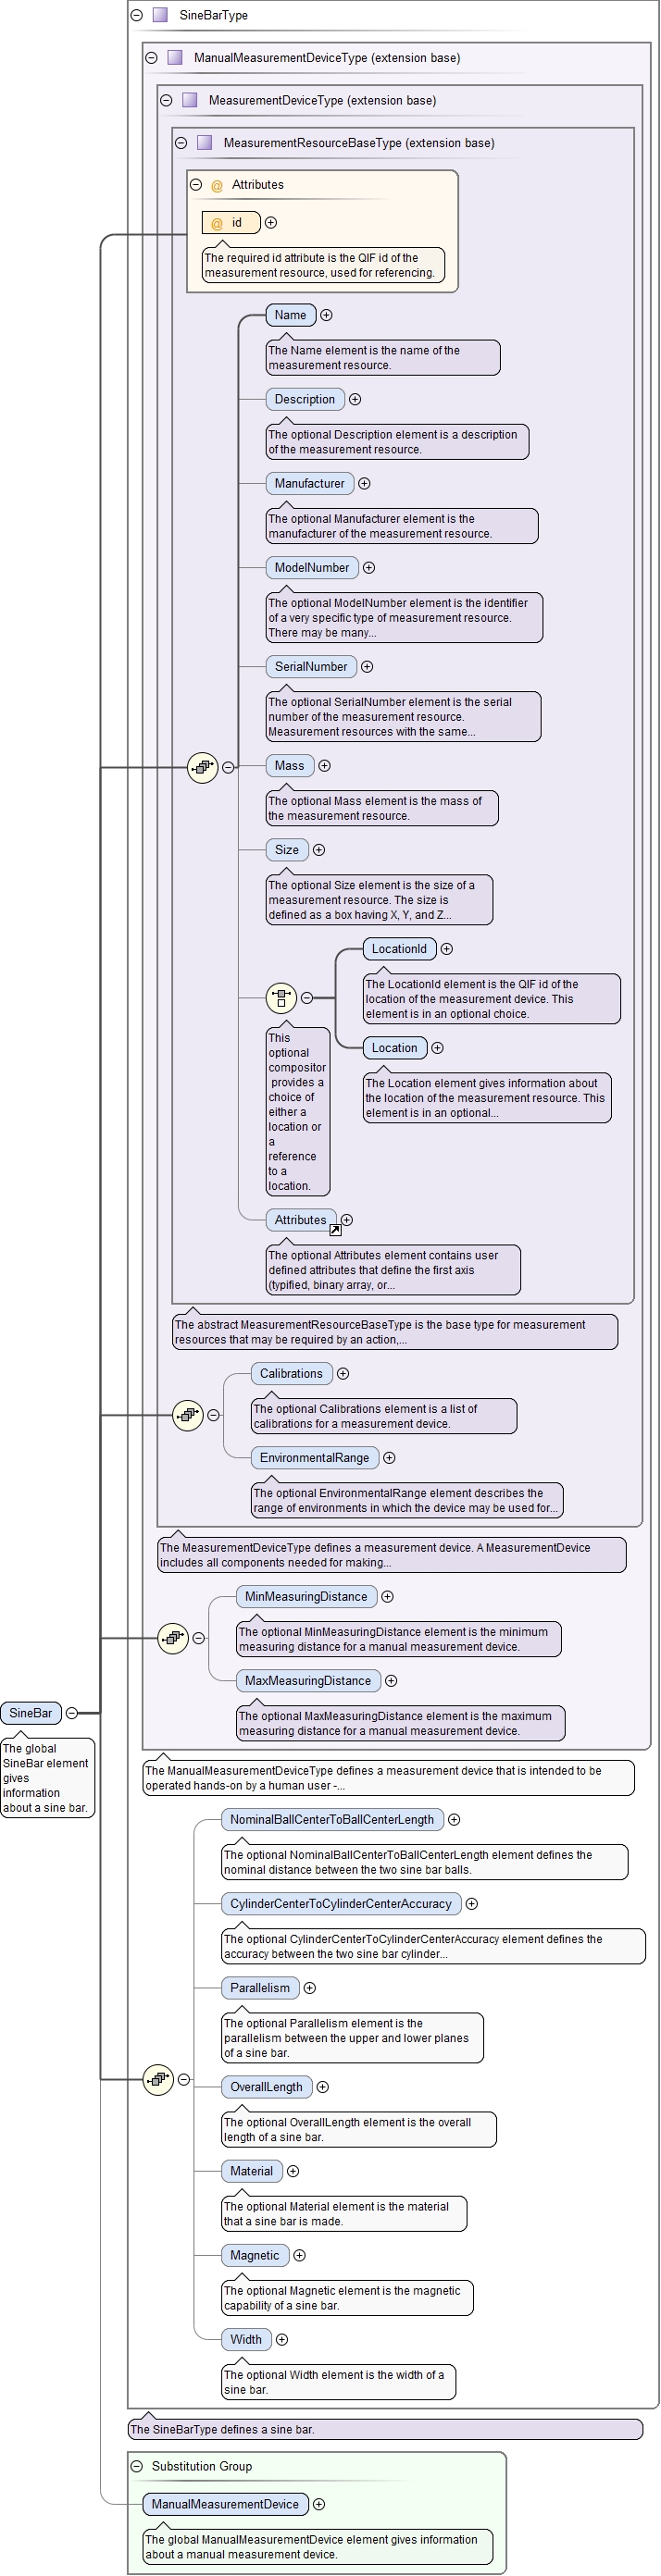 SineBarType
ManualMeasurementDeviceType (extension base)
MeasurementDeviceType (extension base)
MeasurementResourceBaseType (extension base)
@ Attributes
@ id
The required id attribute is the QIF id of the
measurement resource, used for referencing.
Name
The Name element is the name of the
measurement resource.
Description
The optional Description element is a description
of the measurement resource.
Manufacturer
The optional Manufacturer element is the
manufacturer of the measurement resource.
ModelNumber
The optional ModelNumber element is the identifier
of a very specific type of measurement resource.
There may be many...
SerialNumber
The optional SerialNumber element is the serial
number of the measurement resource.
Measurement resources with the same...
Mass
The optional Mass element is the mass of
the measurement resource.
Size
The optional Size element is the size of a
measurement resource. The size is
defined as a box having X, Y, and Z...
LocationId
The LocationId element is the QIF id of the
location of the measurement device. This
element is in an optional choice.
Location
The Location element gives information about
the location of the measurement resource. This
element is in an optional...
This
optional
compositor
provides a
choice of
either a
location or
a
reference
to a
location.
Attributes
The optional Attributes element contains user
defined attributes that define the first axis
(typified, binary array, or...
The abstract MeasurementResourceBaseType is the base type for measurement
resources that may be required by an action,...
Calibrations
The optional Calibrations element is a list of
calibrations for a measurement device.
EnvironmentalRange
The optional EnvironmentalRange element describes the
range of environments in which the device may be used for...
The MeasurementDeviceType defines a measurement device. A MeasurementDevice
includes all components needed for making...
MinMeasuringDistance
The optional MinMeasuringDistance element is the minimum
measuring distance for a manual measurement device.
MaxMeasuringDistance
The optional MaxMeasuringDistance element is the maximum
measuring distance for a manual measurement device.
SineBar
The global
SineBar element
gives
information
about a sine bar.
The ManualMeasurementDeviceType defines a measurement device that is intended to be
operated hands-on by a human user -...
NominalBallCenterToBallCenterLength
The optional NominalBallCenterToBallCenterLength element defines the
nominal distance between the two sine bar balls.
CylinderCenterToCylinderCenterAccuracy
The optional CylinderCenterToCylinderCenterAccuracy element defines the
accuracy between the two sine bar cylinder...
Parallelism
The optional Parallelism element is the
parallelism between the upper and lower planes
of a sine bar.
OverallLength
The optional OverallLength element is the overall
length of a sine bar.
Material
The optional Material element is the material
that a sine bar is made.
Magnetic
The optional Magnetic element is the magnetic
capability of a sine bar.
Width
The optional Width element is the width of a
sine bar.
The SineBarType defines a sine bar.
Substitution Group
ManualMeasurementDevice
The global ManualMeasurementDevice element gives information
about a manual measurement device.